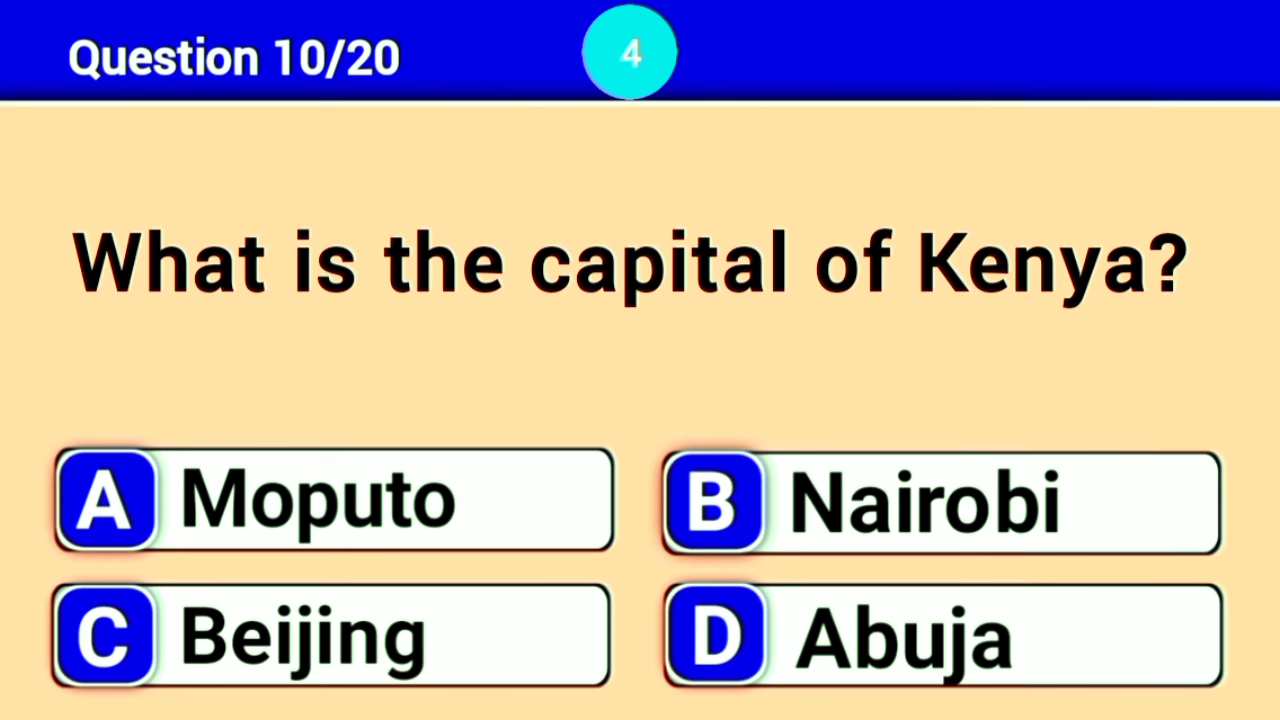 Question 10/20
4
What is the capital of Kenya?
A Moputo
B Nairobi
C Beijing
D Abuja